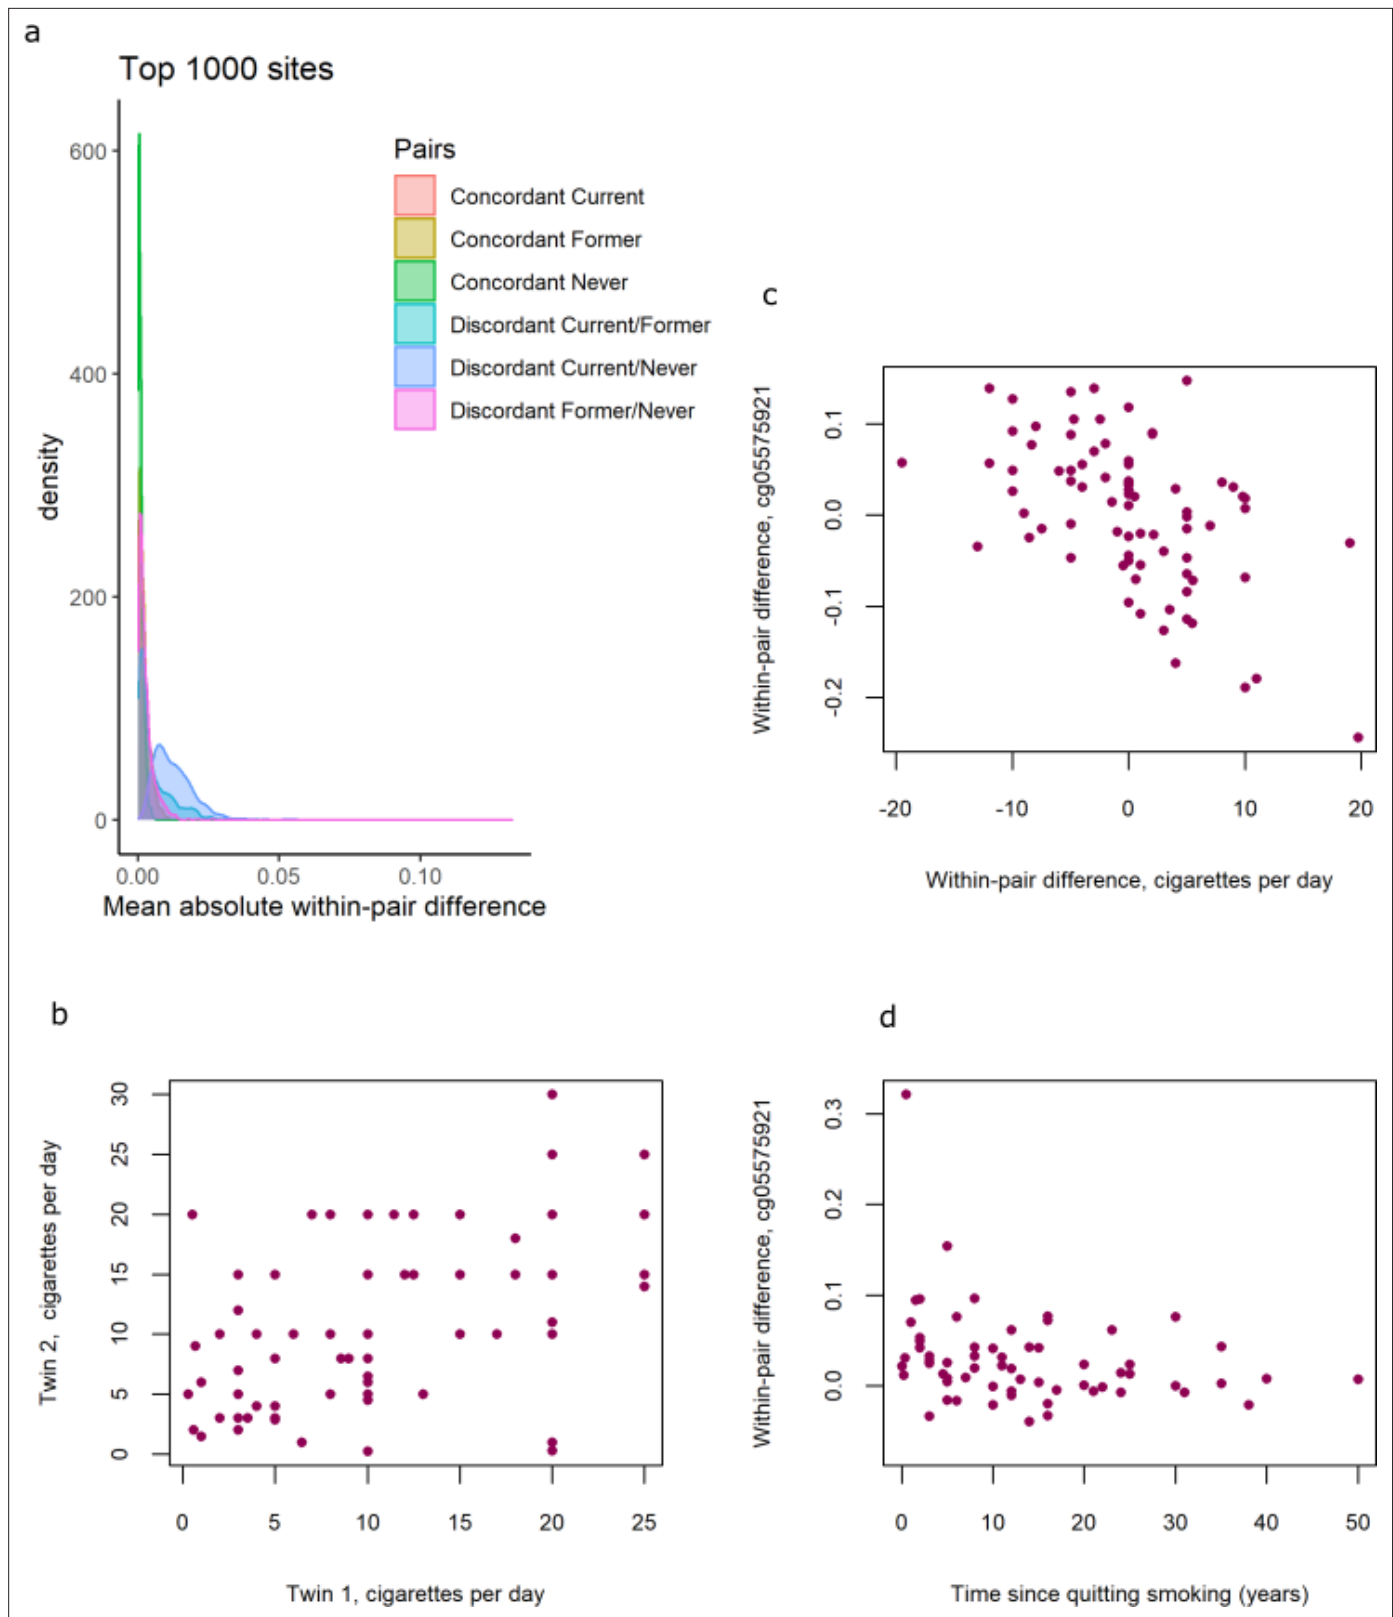 a
Top 1000 sites
600
400
200
0
density
0.00 0.05 0.10
Mean absolute within-pair difference
Pairs
Concordant Current
Concordant Former
Concordant Never
Discordant Current/Former
Discordant Current/Never
Discordant Former/Never
c
Within-pair difference, cg05575921
0.1
0.0
-0.1
-0.2
-20 -10 0 10 20
Within-pair difference, cigarettes per day
b
Twin 2, cigarettes per day
30
25
20
15
10
5
0
0 5 10 15 20 25
Twin 1, cigarettes per day
d
Within-pair difference, cg05575921
0.3
0.2
0.1
0.0
0 10 20 30 40 50
Time since quitting smoking (years)